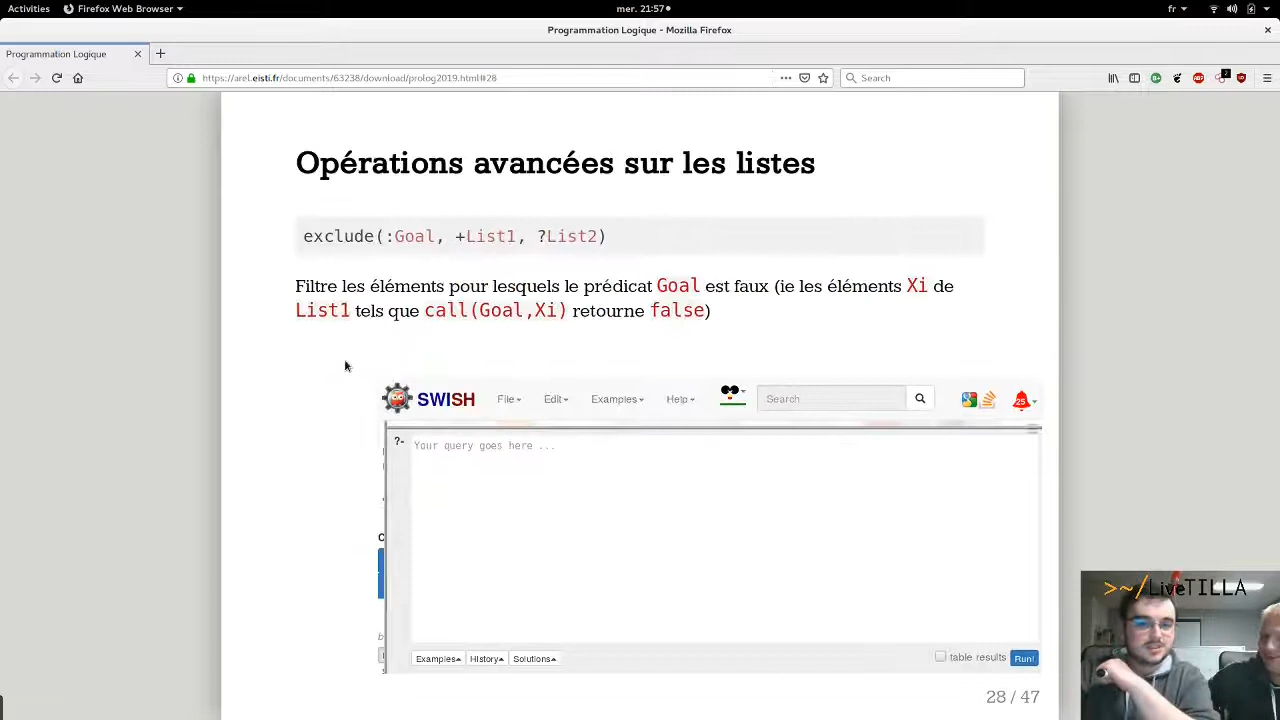 Activities Firefox Web Browser mer. 21:57 fr
Programmation Logique - Mozilla Firefox
Programmation Logique
https://arel.eisti.fr/documents/63238/download/prolog2019.html#28 Search 2
Opérations avancées sur les listes
exclude(:Goal, +List1, ?List2)
Filtre les éléments pour lesquels le prédicat Goal est faux (ie les éléments Xi de
List1 tels que call(Goal,Xi) retourne false)
SWISH File Edit Examples Help Search 25
?- Your query goes here ...
Examples History Solutions table results Run!
28 / 47
>~/LiveTILLA